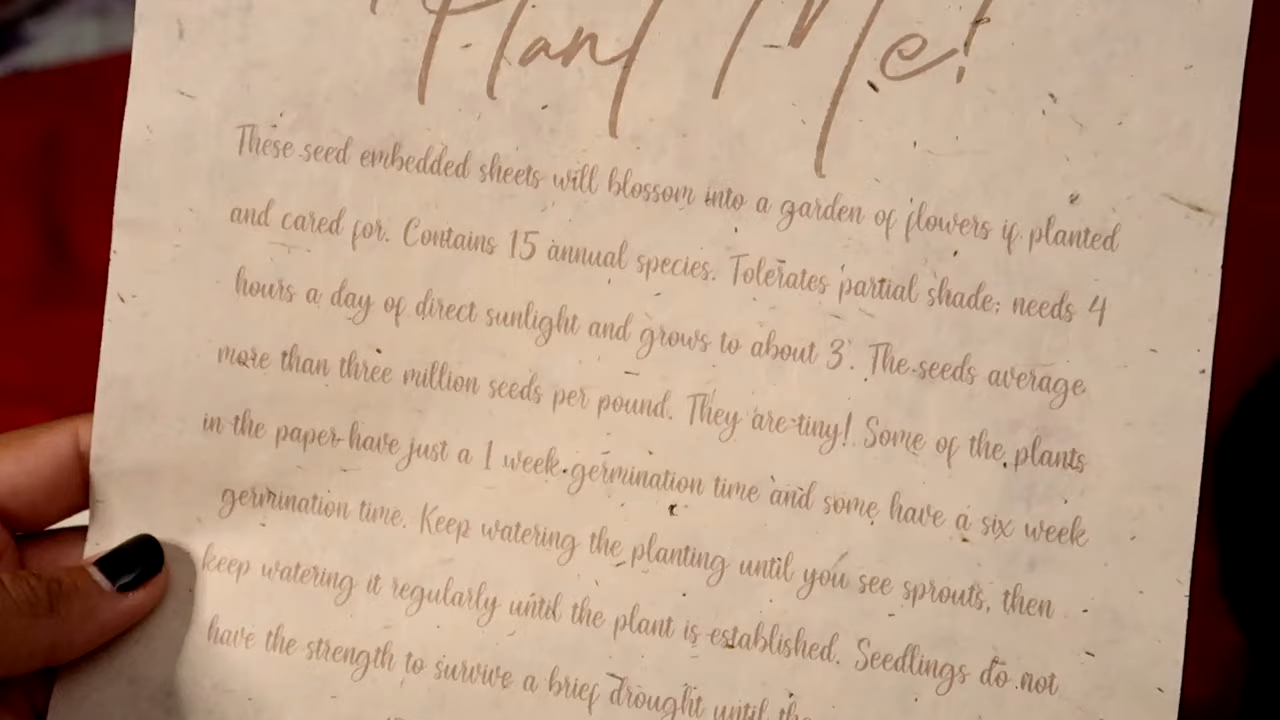 Plant Me!
These seed embedded sheets will blossom into a garden of flowers if planted
and cared for. Contains 15 annual species. Tolerates partial shade; needs 4
hours a day of direct sunlight and grows to about 3'. The seeds average
more than three million seeds per pound. They are tiny! Some of the plants
in the paper have just a 1 week germination time and some have a six week
germination time. Keep watering the planting until you see sprouts, then
keep watering it regularly until the plant is established. Seedlings do not
have the strength to survive a brief drought until the